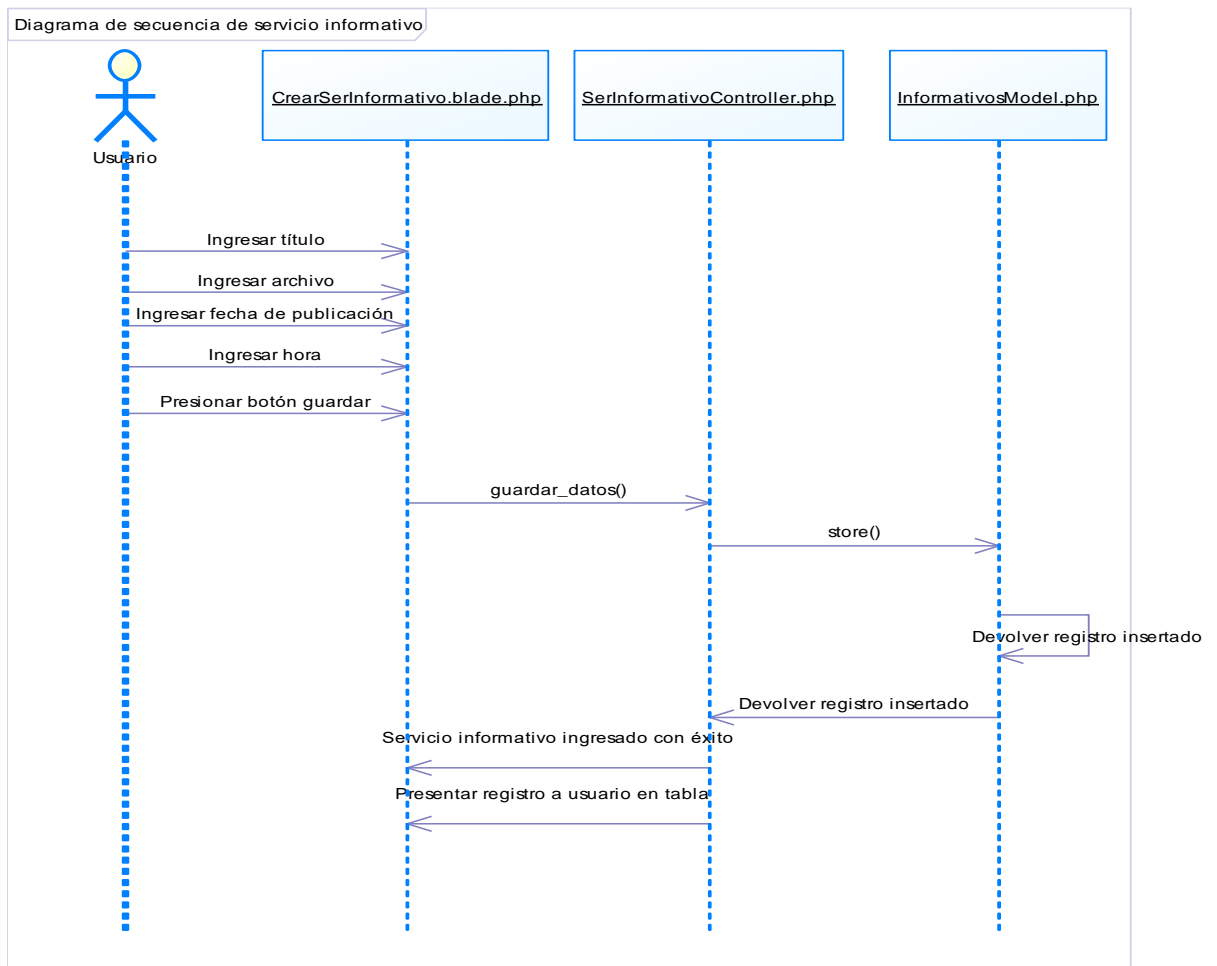 Diagrama de secuencia de servicio informativo
CrearSerInformativo.blade.php
SerInformativoController.php
InformativosModel.php
Usuario
Ingresar título
Ingresar archivo
Ingresar fecha de publicación
Ingresar hora
Presionar botón guardar
guardar_datos()
store()
Devolver registro insertado
Devolver registro insertado
Servicio informativo ingresado con éxito
Presentar registro a usuario en tabla